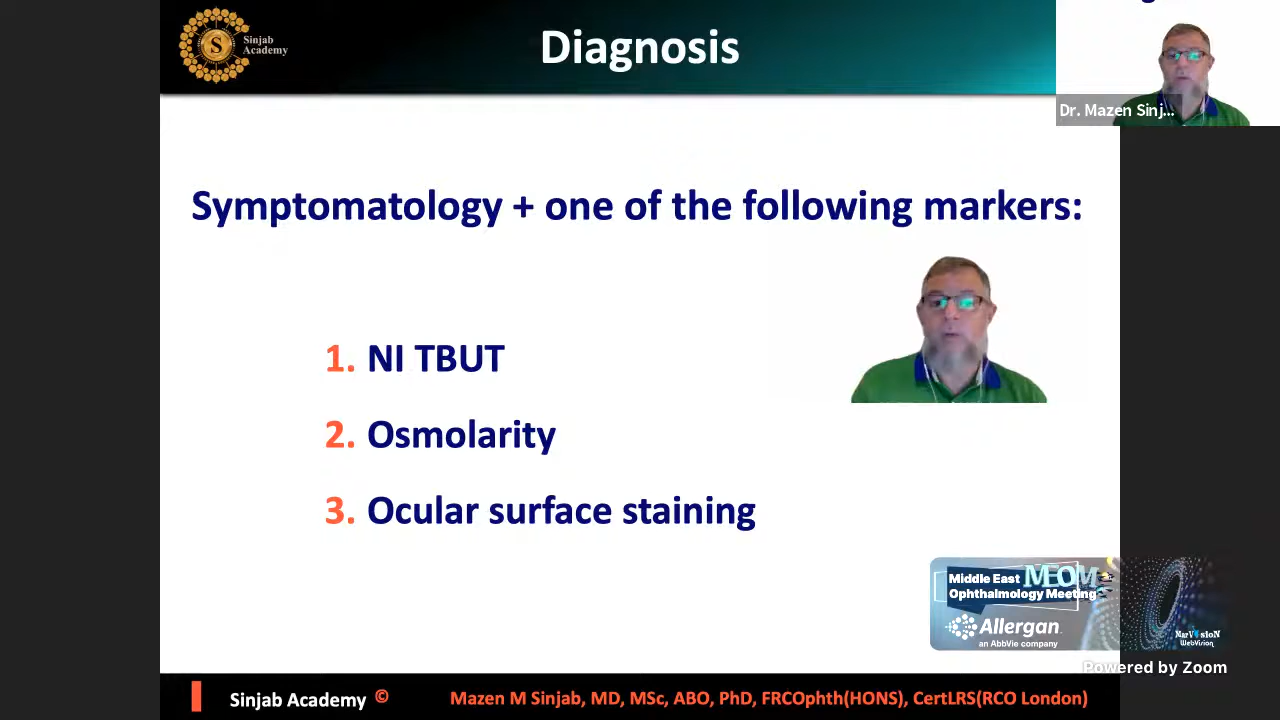 Sinjab
Academy
Diagnosis
Dr. Mazen Sinj...
Symptomatology + one of the following markers:
1. NI TBUT
2. Osmolarity
3. Ocular surface staining
Middle East MEOM
Ophthalmology Meeting
Allergan
an AbbVie company
NarVision
WebVision
Powered by Zoom
Sinjab Academy ©
Mazen M Sinjab, MD, MSc, ABO, PhD, FRCOphth(HONS), CertLRS(RCO London)